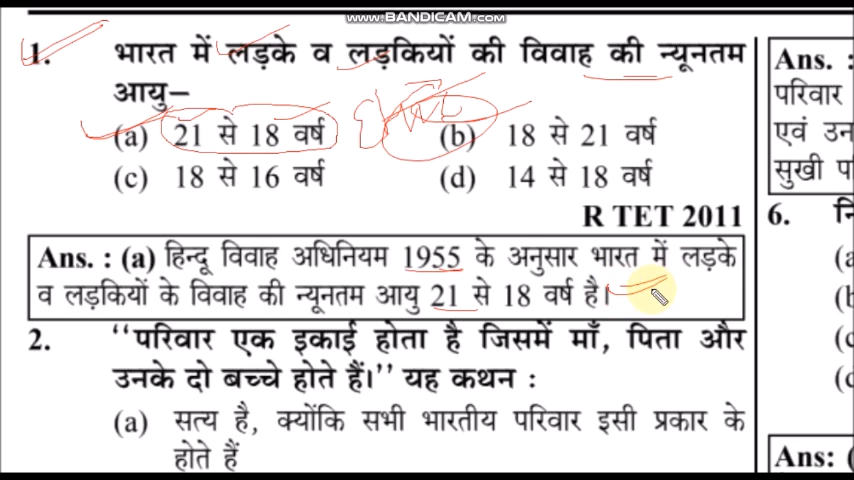 WWW.BANDICAM.COM
1. भारत में लड़के व लड़कियों की विवाह की न्यूनतम
आयु–
(a) 21 से 18 वर्ष (b) 18 से 21 वर्ष
(c) 18 से 16 वर्ष (d) 14 से 18 वर्ष
R TET 2011
Ans. : (a) हिन्दू विवाह अधिनियम 1955 के अनुसार भारत में लड़के
व लड़कियों के विवाह की न्यूनतम आयु 21 से 18 वर्ष है।
2. ‘‘परिवार एक इकाई होता है जिसमें माँ, पिता और
उनके दो बच्चे होते हैं।’’ यह कथन :
(a) सत्य है, क्योंकि सभी भारतीय परिवार इसी प्रकार के
होते हैं
Ans. :
परिवार
एवं उन
सुखी प
6. नि
(a
(b
(c
(d
Ans: (